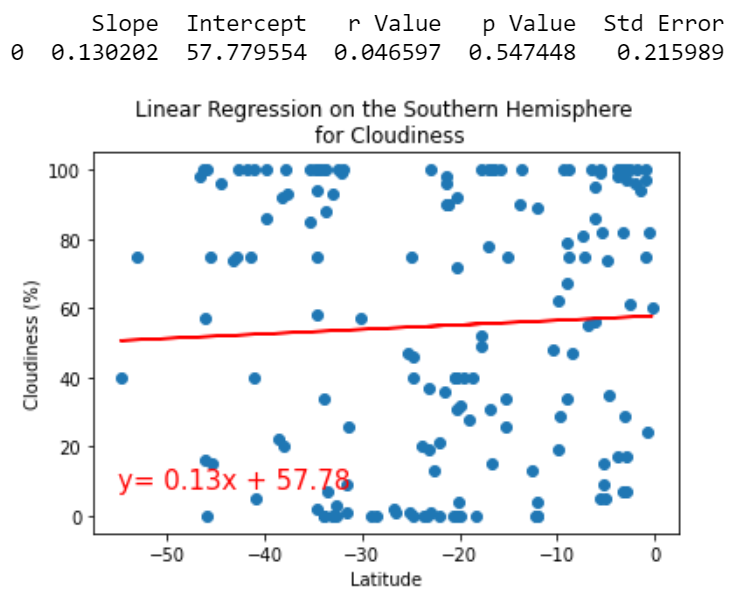 Slope Intercept r Value p Value Std Error
0 0.130202 57.779554 0.046597 0.547448 0.215989
Linear Regression on the Southern Hemisphere
for Cloudiness
100
80
60
40
20
0
Cloudiness (%)
y= 0.13x + 57.78
−50 −40 −30 −20 −10 0
Latitude